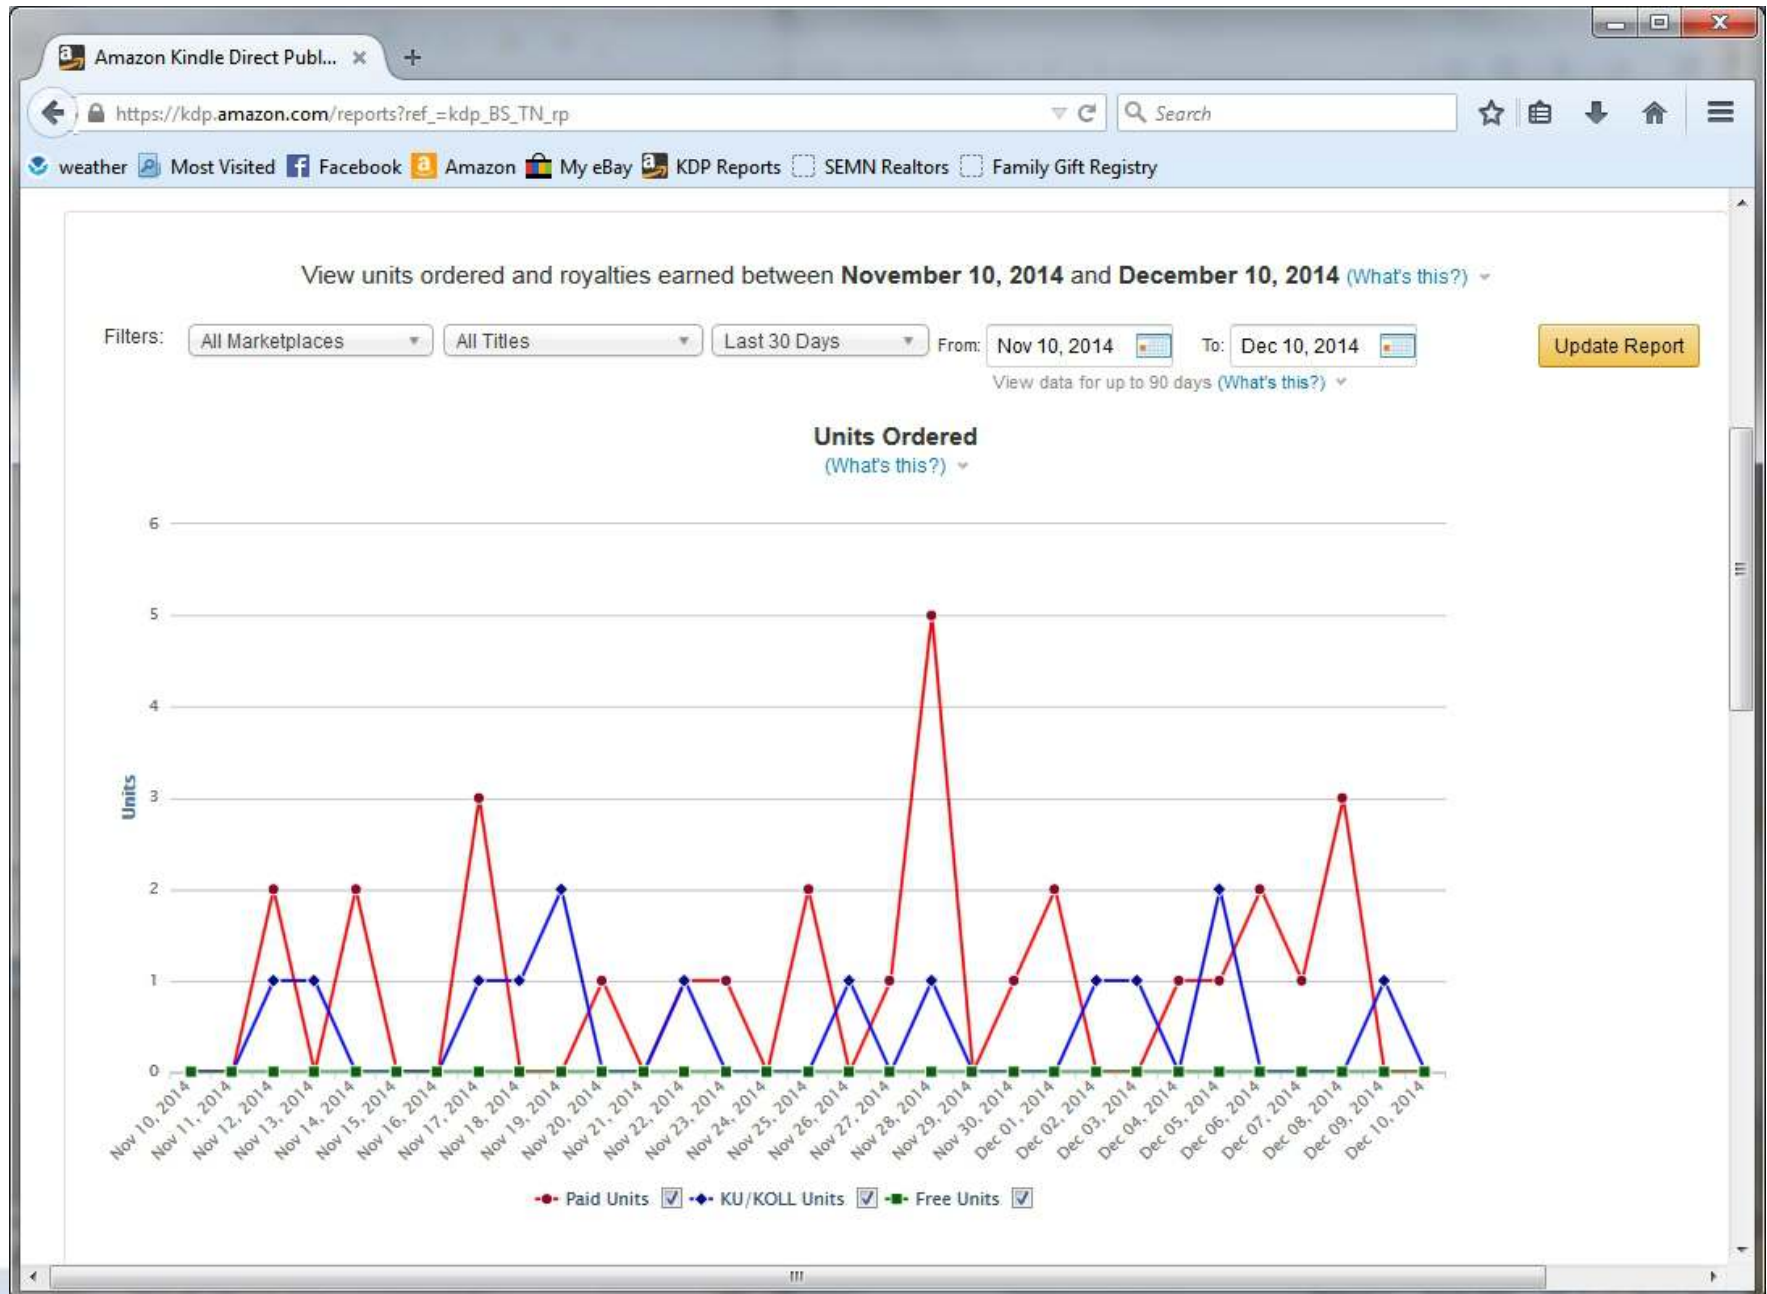 Amazon Kindle Direct Publ...
https://kdp.amazon.com/reports?ref_=kdp_BS_TN_rp
Search
weather Most Visited Facebook Amazon My eBay KDP Reports SEMN Realtors Family Gift Registry
View units ordered and royalties earned between November 10, 2014 and December 10, 2014 (What's this?)
Filters: All Marketplaces All Titles Last 30 Days From: Nov 10, 2014 To: Dec 10, 2014 Update Report
View data for up to 90 days (What's this?)
Units Ordered
(What's this?)
6
5
4
3
2
1
0
Units
Nov 10, 2014
Nov 11, 2014
Nov 12, 2014
Nov 13, 2014
Nov 14, 2014
Nov 15, 2014
Nov 16, 2014
Nov 17, 2014
Nov 18, 2014
Nov 19, 2014
Nov 20, 2014
Nov 21, 2014
Nov 22, 2014
Nov 23, 2014
Nov 24, 2014
Nov 25, 2014
Nov 26, 2014
Nov 27, 2014
Nov 28, 2014
Nov 29, 2014
Nov 30, 2014
Dec 01, 2014
Dec 02, 2014
Dec 03, 2014
Dec 04, 2014
Dec 05, 2014
Dec 06, 2014
Dec 07, 2014
Dec 08, 2014
Dec 09, 2014
Dec 10, 2014
Paid Units KU/KOLL Units Free Units